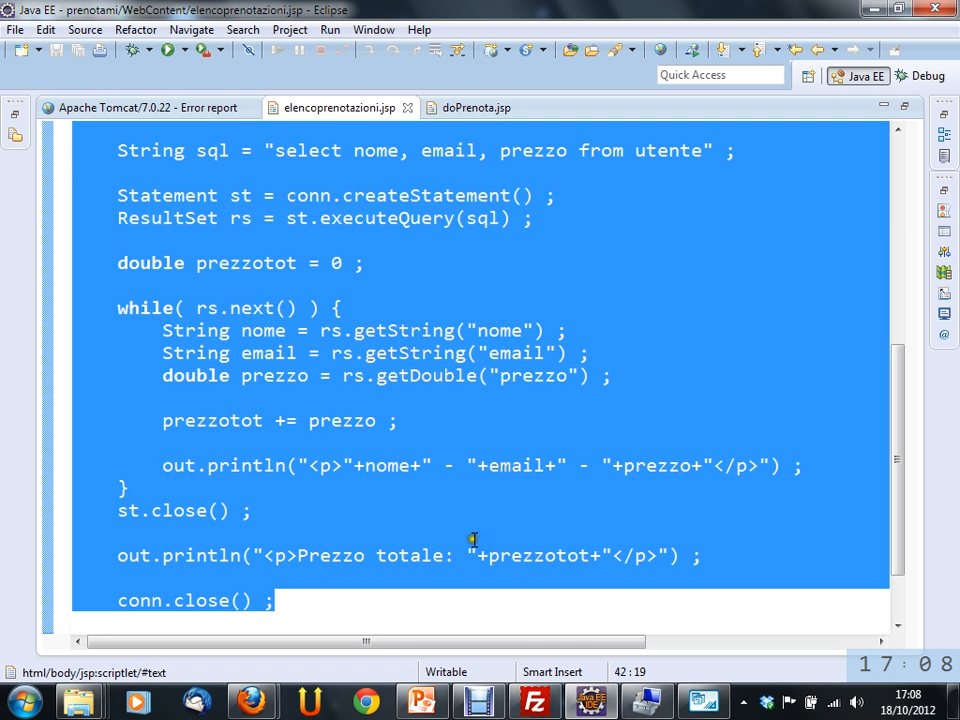 Java EE - prenotami/WebContent/elencoprenotazioni.jsp - Eclipse
File Edit Source Refactor Navigate Search Project Run Window Help
Quick Access
Java EE Debug
Apache Tomcat/7.0.22 - Error report elencoprenotazioni.jsp doPrenota.jsp
String sql = "select nome, email, prezzo from utente" ;
Statement st = conn.createStatement() ;
ResultSet rs = st.executeQuery(sql) ;
double prezzotot = 0 ;
while( rs.next() ) {
String nome = rs.getString("nome") ;
String email = rs.getString("email") ;
double prezzo = rs.getDouble("prezzo") ;
prezzotot += prezzo ;
out.println("<p>"+nome+" - "+email+" - "+prezzo+"</p>") ;
}
st.close() ;
out.println("<p>Prezzo totale: "+prezzotot+"</p>") ;
conn.close() ;
html/body/jsp:scriptlet/#text Writable Smart Insert 42 : 19
17:08
17:08
18/10/2012